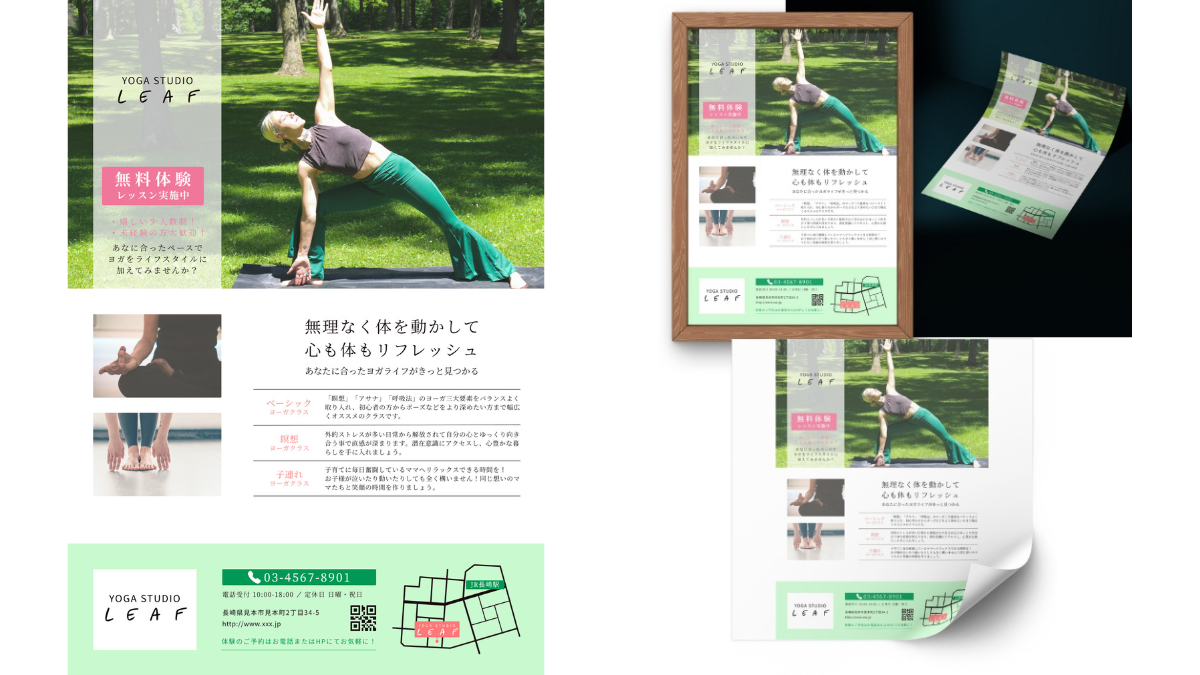 YOGA STUDIO
LEAF
無料体験
レッスン実施中
・嬉しい少人数制！
・未経験の方大歓迎！
あなに合ったペースで
ヨガをライフスタイルに
加えてみませんか？
無理なく体を動かして
心も体もリフレッシュ
あなたに合ったヨガライフがきっと見つかる
ベーシック
ヨーガクラス
「瞑想」「アサナ」「呼吸法」のヨーガ三大要素をバランスよく
取り入れ、初心者の方からポーズなどをより深めたい方まで幅広
くオススメのクラスです。
瞑想
ヨーガクラス
外的ストレスが多い日常から解放されて自分の心とゆっくり向き
合う事で直感が深まります。潜在意識にアクセスし、心豊かな暮
らしを手に入れましょう。
子連れ
ヨーガクラス
子育てに毎日奮闘しているママへリラックスできる時間を！
お子様が泣いたり動いたりしても全く構いません！同じ想いのマ
マたちと笑顔の時間を作りましょう。
YOGA STUDIO
LEAF
03-4567-8901
電話受付 10:00-18:00 ／ 定休日 日曜・祝日
長崎県見本市見本町2丁目34-5
http://www.xxx.jp
体験のご予約はお電話またはHPにてお気軽に！
JR長崎駅
YOGA STUDIO
LEAF
YOGA STUDIO
LEAF
無料体験
レッスン実施中
無理なく体を動かして
心も体もリフレッシュ
あなたに合ったヨガライフがきっと見つかる
YOGA STUDIO
LEAF
03-4567-8901
無料体験
無理なく体を動かして
心も体もリフレッシュ
YOGA STUDIO
LEAF
無料体験
レッスン実施中
無理なく体を動かして
心も体もリフレッシュ
あなたに合ったヨガライフがきっと見つかる
YOGA STUDIO
LEAF
03-4567-8901